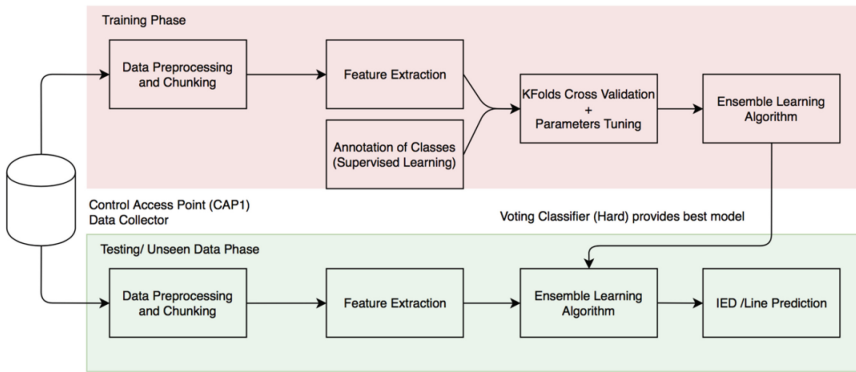 Training Phase
Data Preprocessing
and Chunking
Feature Extraction
Annotation of Classes
(Supervised Learning)
KFolds Cross Validation
+
Parameters Tuning
Ensemble Learning
Algorithm
Control Access Point (CAP1)
Data Collector
Voting Classifier (Hard) provides best model
Testing/ Unseen Data Phase
Data Preprocessing
and Chunking
Feature Extraction
Ensemble Learning
Algorithm
IED /Line Prediction